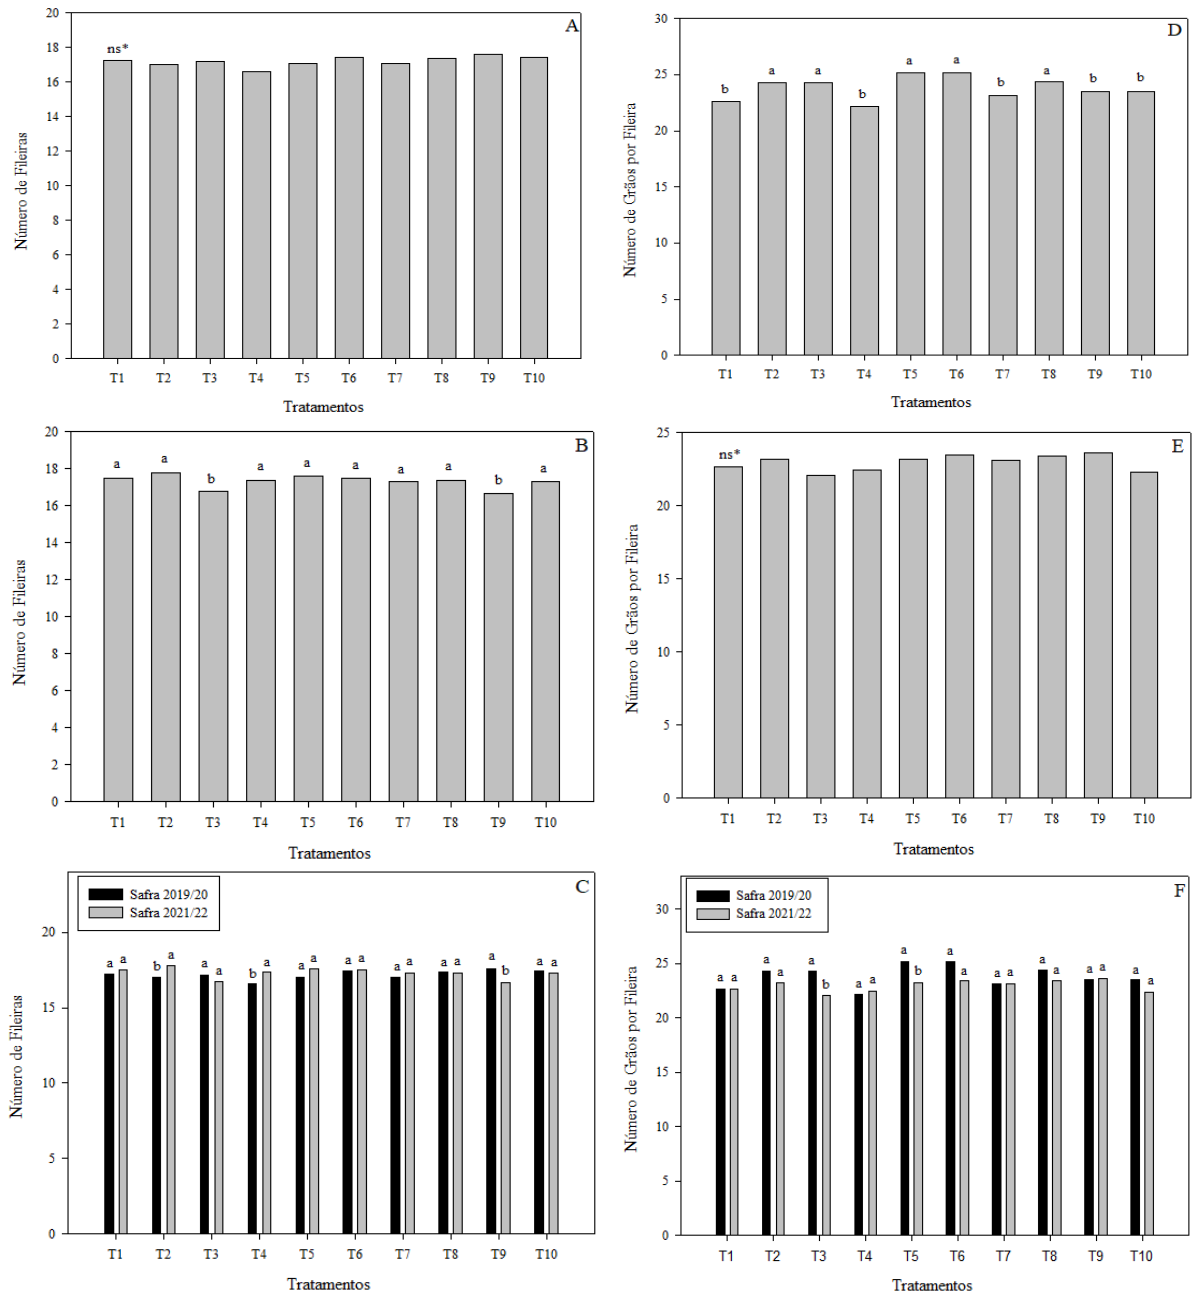 A
20
18
16
14
12
10
8
6
4
2
0
ns*
Número de Fileiras
T1 T2 T3 T4 T5 T6 T7 T8 T9 T10
Tratamentos
D
30
25
20
15
10
5
0
b a a b a a b a b b
Número de Grãos por Fileira
T1 T2 T3 T4 T5 T6 T7 T8 T9 T10
Tratamentos
B
20
18
16
14
12
10
8
6
4
2
0
a a b a a a a a b a
Número de Fileiras
T1 T2 T3 T4 T5 T6 T7 T8 T9 T10
Tratamentos
E
25
20
15
10
5
0
ns*
Número de Grãos por Fileira
T1 T2 T3 T4 T5 T6 T7 T8 T9 T10
Tratamentos
C
Safra 2019/20
Safra 2021/22
20
15
10
5
0
a a b a a a b a a a a a a a a a a b a a
Número de Fileiras
T1 T2 T3 T4 T5 T6 T7 T8 T9 T10
Tratamentos
F
Safra 2019/20
Safra 2021/22
30
25
20
15
10
5
0
a a a a a b a a a b a a a a a a a a a a
Número de Grãos por Fileira
T1 T2 T3 T4 T5 T6 T7 T8 T9 T10
Tratamentos